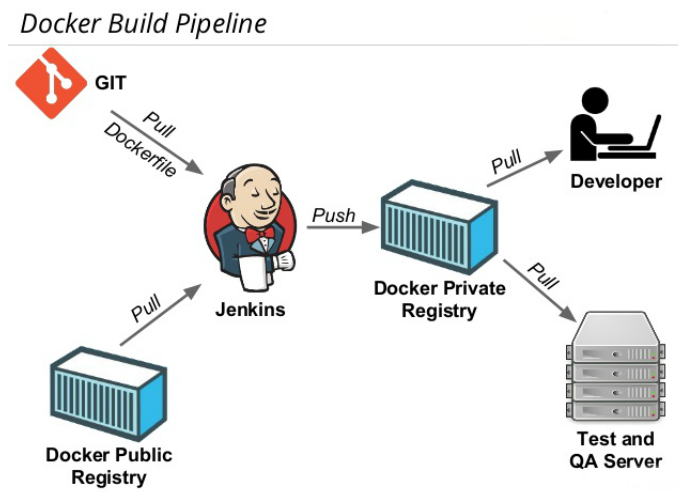 Docker Build Pipeline
GIT
Pull
Dockerfile
Jenkins
Pull
Docker Public
Registry
Push
Docker Private
Registry
Pull
Developer
Pull
Test and
QA Server